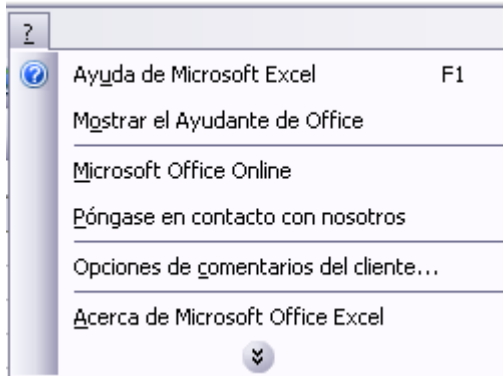 ?
Ayuda de Microsoft Excel F1
Mostrar el Ayudante de Office
Microsoft Office Online
Póngase en contacto con nosotros
Opciones de comentarios del cliente...
Acerca de Microsoft Office Excel